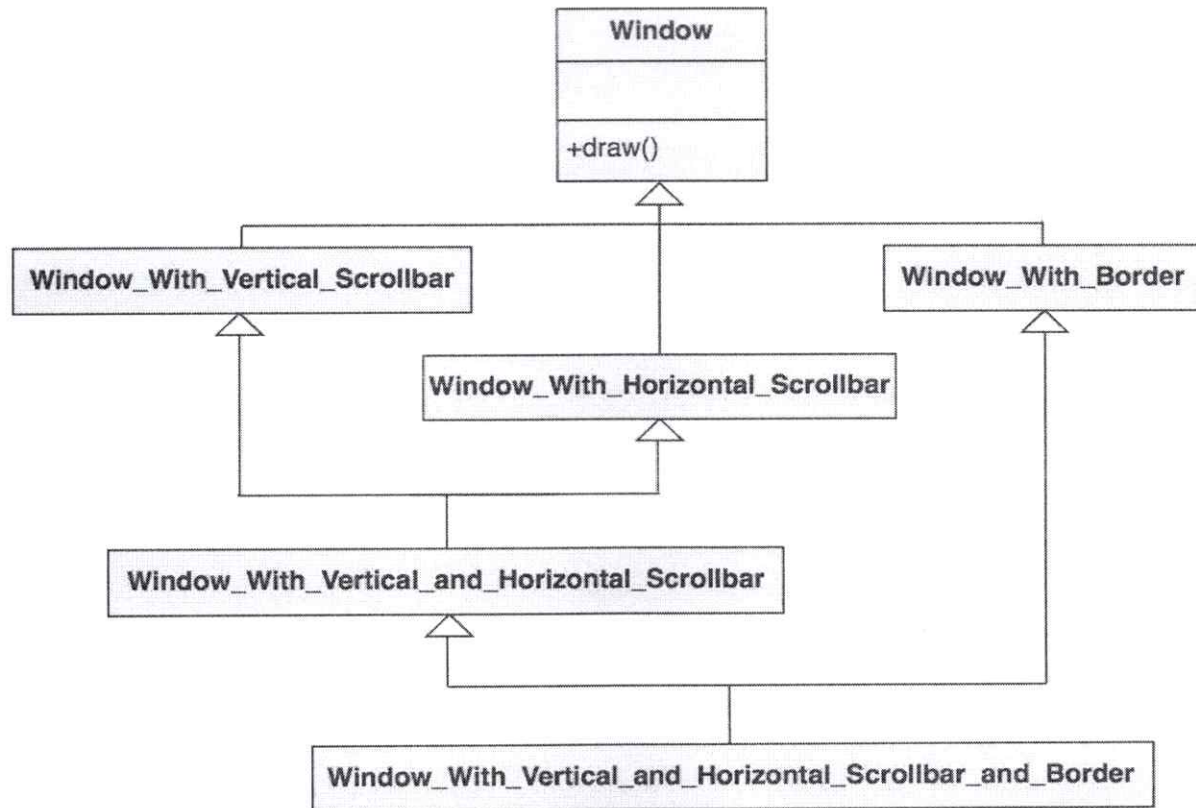 Window
+draw()
Window_With_Vertical_Scrollbar
Window_With_Border
Window_With_Horizontal_Scrollbar
Window_With_Vertical_and_Horizontal_Scrollbar
Window_With_Vertical_and_Horizontal_Scrollbar_and_Border